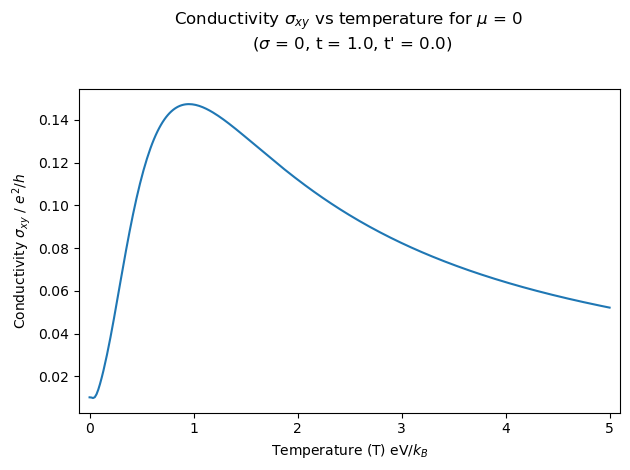 Conductivity σxy vs temperature for μ = 0
(σ = 0, t = 1.0, t' = 0.0)
Conductivity σxy / e²/h
0.14
0.12
0.10
0.08
0.06
0.04
0.02
0 1 2 3 4 5
Temperature (T) eV/kB